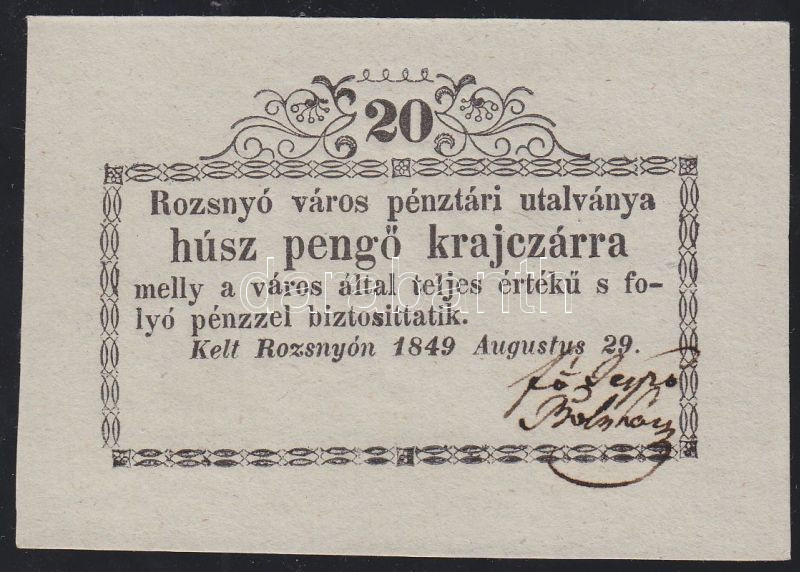 20
Rozsnyó város pénztári utalványa
húsz pengő krajczárra
melly a város által teljes értékű s fo-
lyó pénzzel biztosittatik.
Kelt Rozsnyón 1849 Augustus 29.
fő